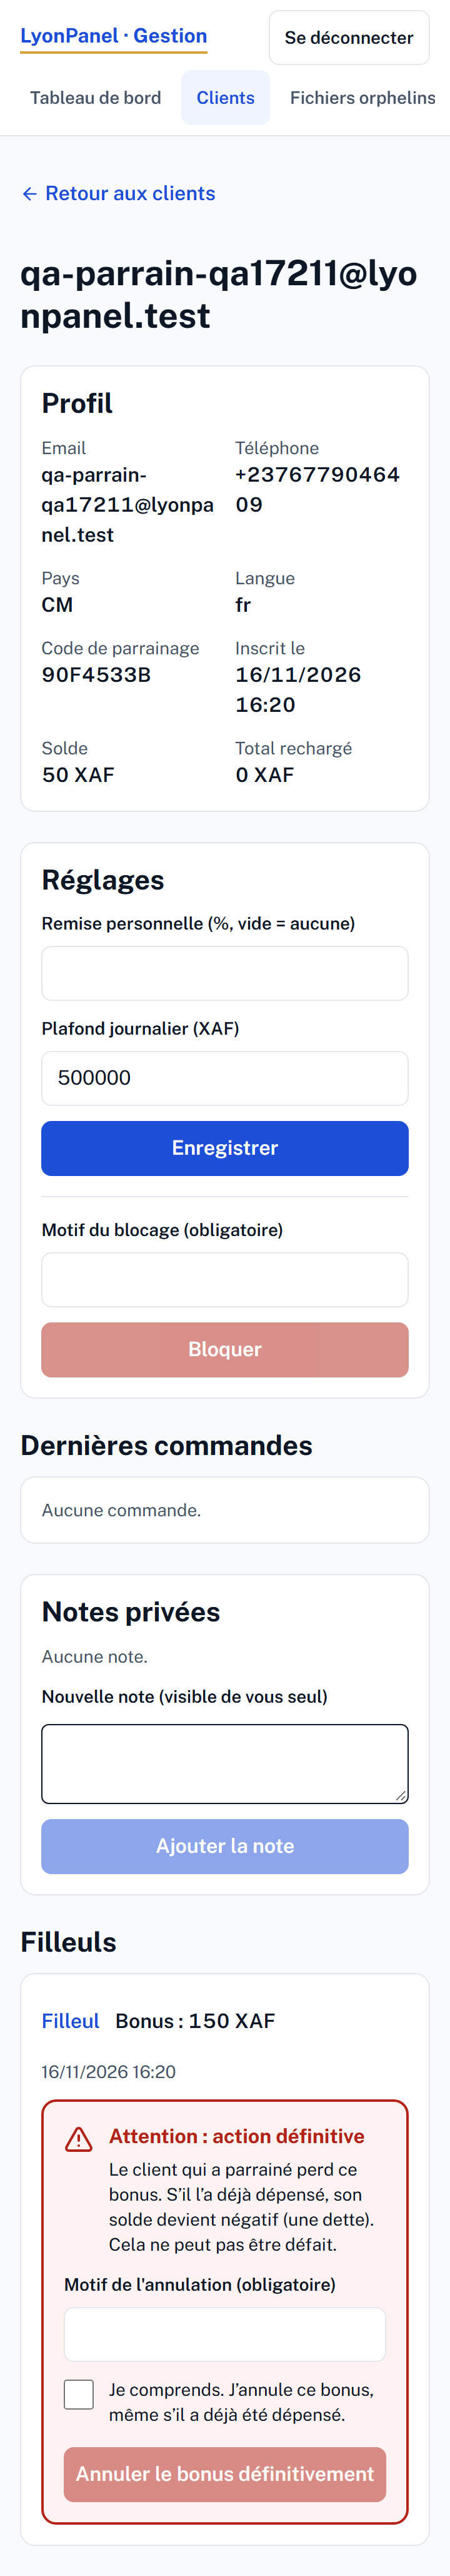 LyonPanel · Gestion
Se déconnecter
Tableau de bord
Clients
Fichiers orphelins
← Retour aux clients
qa-parrain-qa17211@lyo
npanel.test
Profil
Email
qa-parrain-
qa17211@lyonpa
nel.test
Téléphone
+23767790464
09
Pays
CM
Langue
fr
Code de parrainage
90F4533B
Inscrit le
16/11/2026
16:20
Solde
50 XAF
Total rechargé
0 XAF
Réglages
Remise personnelle (%, vide = aucune)
Plafond journalier (XAF)
500000
Enregistrer
Motif du blocage (obligatoire)
Bloquer
Dernières commandes
Aucune commande.
Notes privées
Aucune note.
Nouvelle note (visible de vous seul)
Ajouter la note
Filleuls
Filleul Bonus : 150 XAF
16/11/2026 16:20
Attention : action définitive
Le client qui a parrainé perd ce
bonus. S’il l’a déjà dépensé, son
solde devient négatif (une dette).
Cela ne peut pas être défait.
Motif de l'annulation (obligatoire)
Je comprends. J’annule ce bonus,
même s’il a déjà été dépensé.
Annuler le bonus définitivement